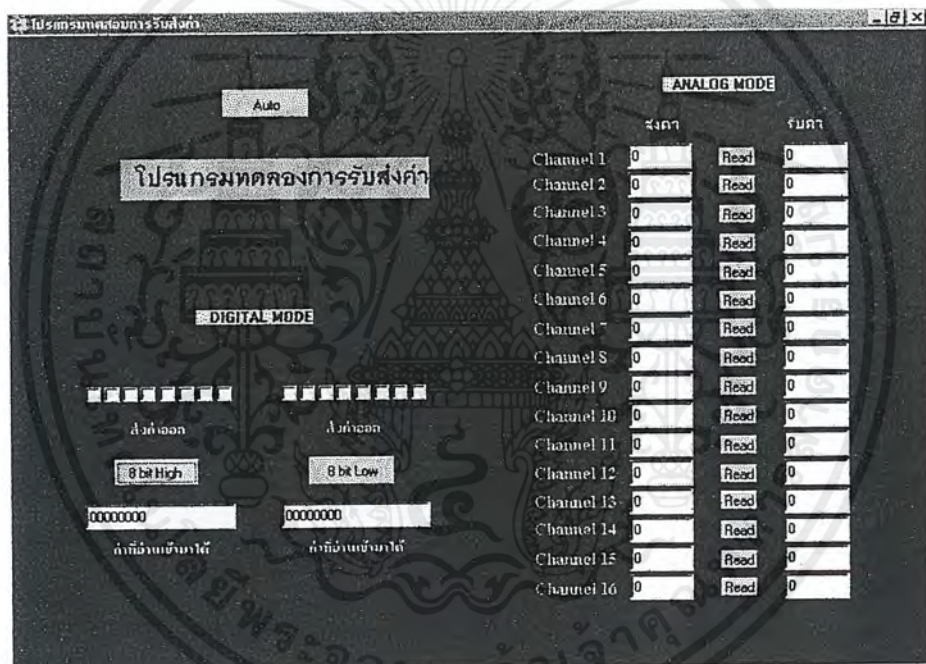 โปรแกรมทดสอบการรับส่งค่า
Auto
โปรแกรมทดลองการรับส่งค่า
DIGITAL MODE
ส่งค่าออก ส่งค่าออก
8 bit High 8 bit Low
00000000 00000000
ค่าที่อ่านเข้ามาได้ ค่าที่อ่านเข้ามาได้
ANALOG MODE
ส่งค่า รับค่า
Channel 1 0 Read 0
Channel 2 0 Read 0
Channel 3 0 Read 0
Channel 4 0 Read 0
Channel 5 0 Read 0
Channel 6 0 Read 0
Channel 7 0 Read 0
Channel 8 0 Read 0
Channel 9 0 Read 0
Channel 10 0 Read 0
Channel 11 0 Read 0
Channel 12 0 Read 0
Channel 13 0 Read 0
Channel 14 0 Read 0
Channel 15 0 Read 0
Channel 16 0 Read 0